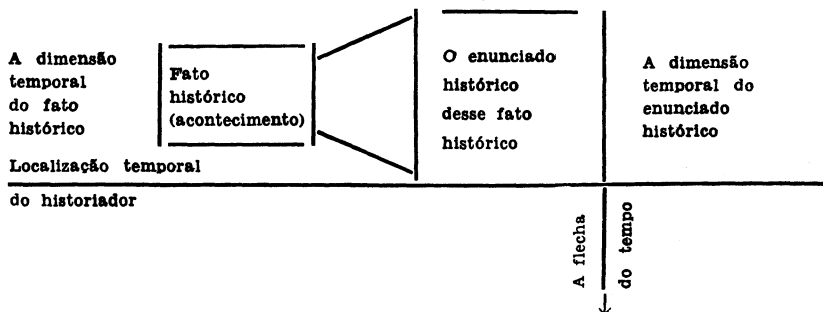 A dimensão
temporal
do fato
histórico
Fato
histórico
(acontecimento)
O enunciado
histórico
desse fato
histórico
A dimensão
temporal do
enunciado
histórico
Localização temporal
do historiador
A flecha
do tempo